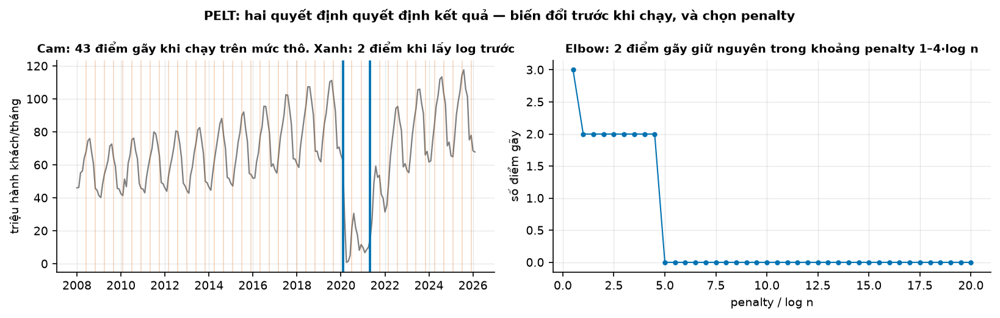 PELT: hai quyết định quyết định kết quả — biến đổi trước khi chạy, và chọn penalty
Cam: 43 điểm gãy khi chạy trên mức thô. Xanh: 2 điểm khi lấy log trước
triệu hành khách/tháng
120
100
80
60
40
20
0
2008 2010 2012 2014 2016 2018 2020 2022 2024 2026
Elbow: 2 điểm gãy giữ nguyên trong khoảng penalty 1–4·log n
số điểm gãy
3.0
2.5
2.0
1.5
1.0
0.5
0.0
0.0 2.5 5.0 7.5 10.0 12.5 15.0 17.5 20.0
penalty / log n